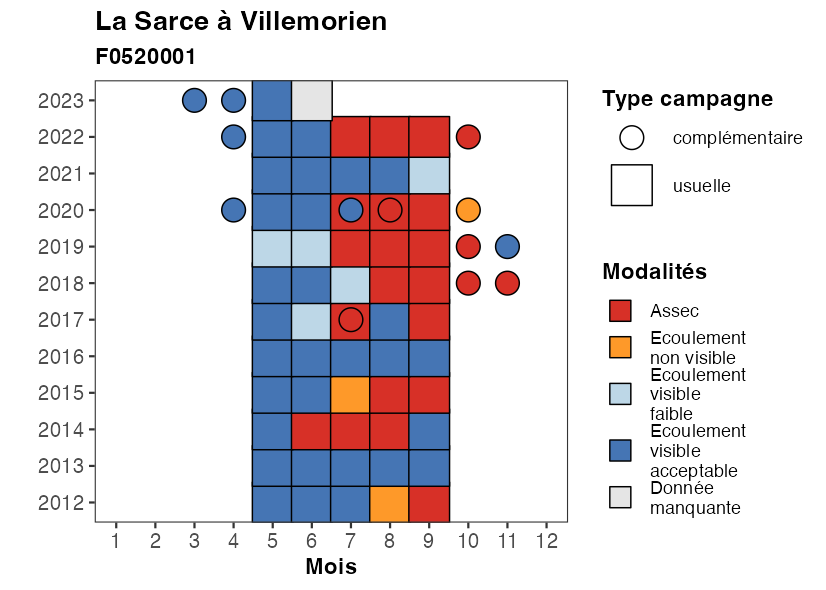 La Sarce à Villemorien
F0520001
2023
2022
2021
2020
2019
2018
2017
2016
2015
2014
2013
2012
1 2 3 4 5 6 7 8 9 10 11 12
Mois
Type campagne
complémentaire
usuelle
Modalités
Assec
Ecoulement
non visible
Ecoulement
visible
faible
Ecoulement
visible
acceptable
Donnée
manquante